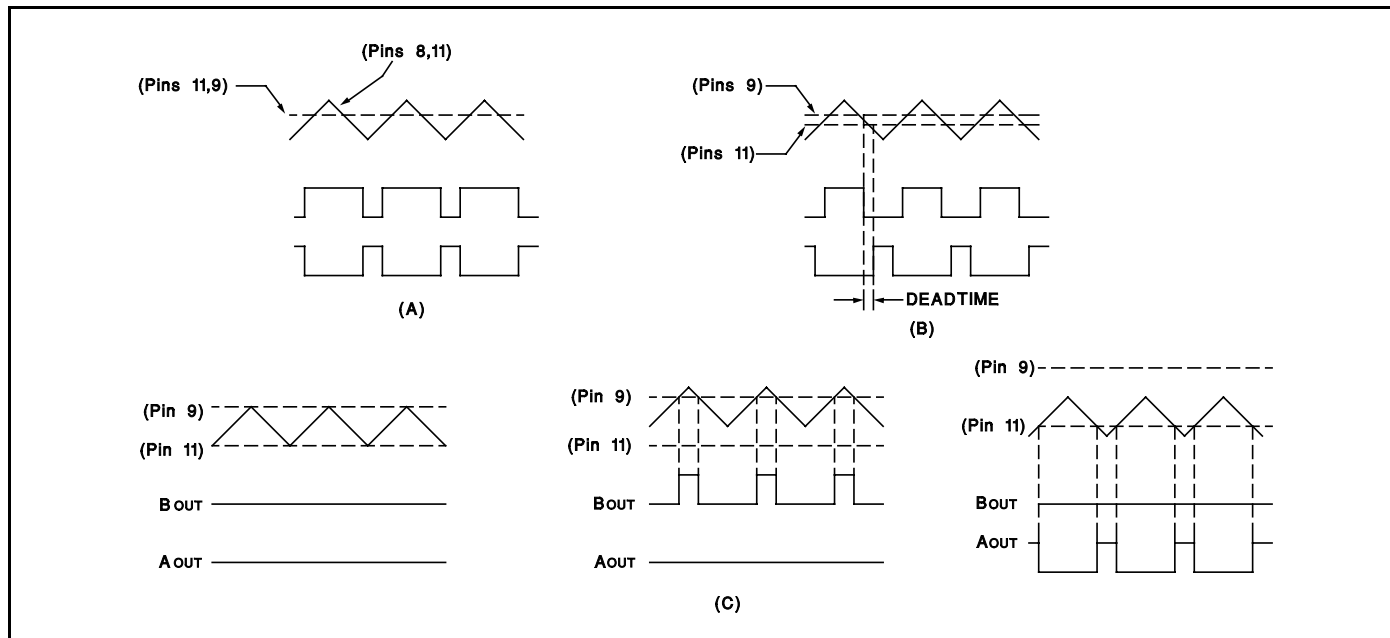 (Pins 8,11)
(Pins 11,9)
(A)
(Pins 9)
(Pins 11)
DEADTIME
(B)
(Pin 9)
(Pin 11)
BOUT
AOUT
(Pin 9)
(Pin 11)
BOUT
AOUT
(Pin 9)
(Pin 11)
BOUT
AOUT
(C)